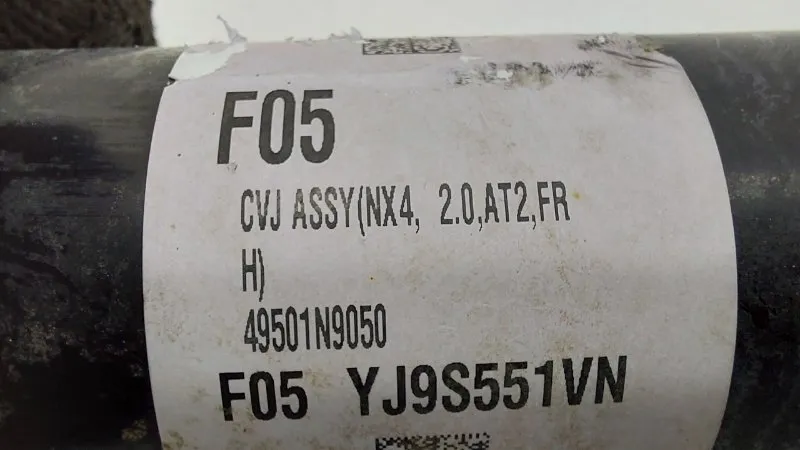 F05
CVJ ASSY(NX4, 2.0,AT2,FR
H)
49501N9050
F05 YJ9S551VN